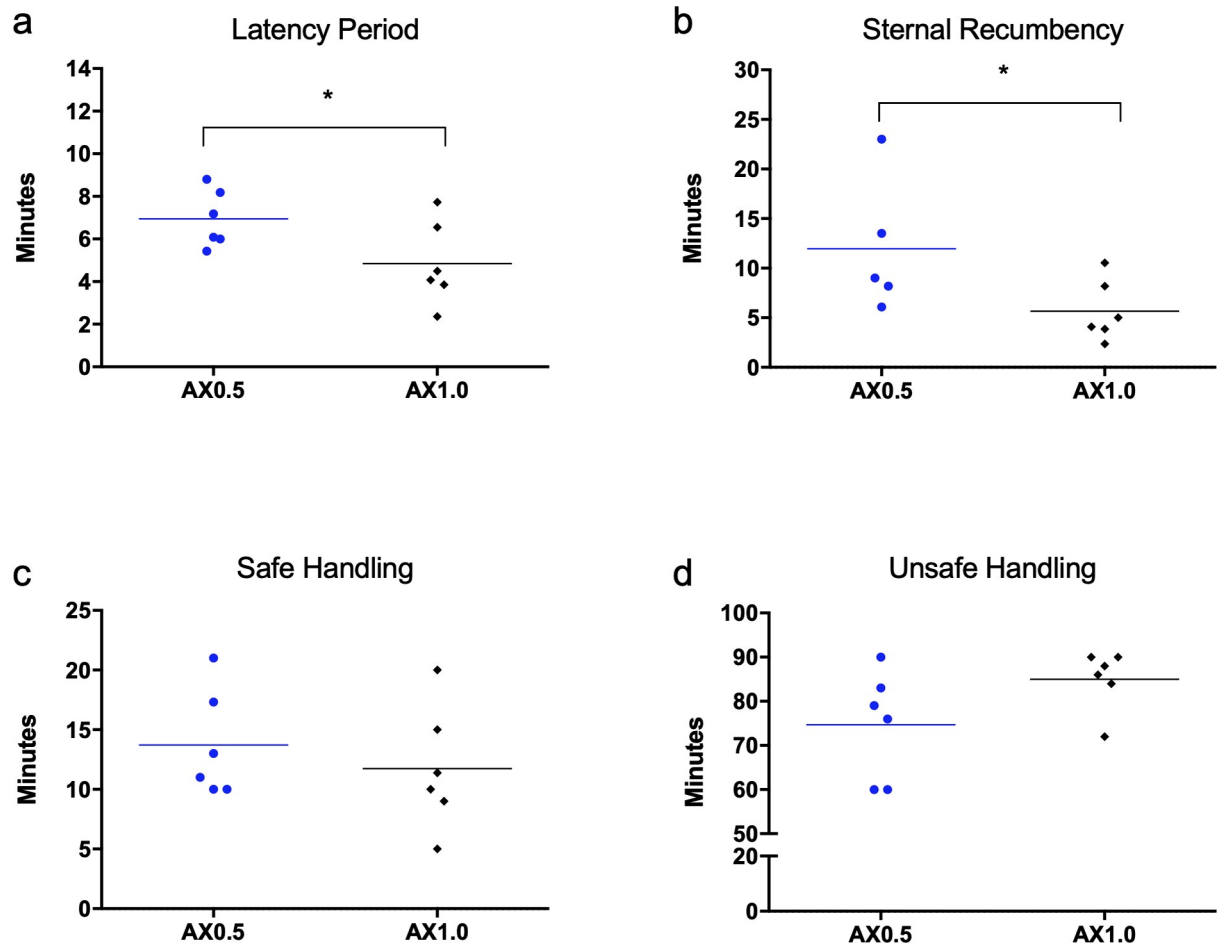 a
Latency Period
14
12
10
8
6
4
2
0
Minutes
*
AX0.5 AX1.0
b
Sternal Recumbency
30
25
20
15
10
5
0
Minutes
*
AX0.5 AX1.0
c
Safe Handling
25
20
15
10
5
0
Minutes
AX0.5 AX1.0
d
Unsafe Handling
100
90
80
70
60
50
20
0
Minutes
AX0.5 AX1.0